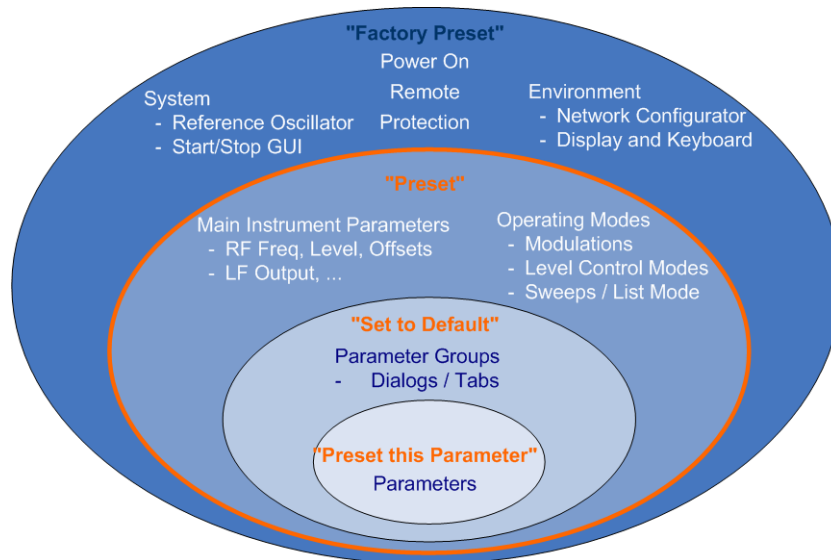 "Factory Preset"
Power On
Remote
Protection
System
- Reference Oscillator
- Start/Stop GUI
Environment
- Network Configurator
- Display and Keyboard
"Preset"
Main Instrument Parameters
- RF Freq, Level, Offsets
- LF Output, ...
Operating Modes
- Modulations
- Level Control Modes
- Sweeps / List Mode
"Set to Default"
Parameter Groups
- Dialogs / Tabs
"Preset this Parameter"
Parameters